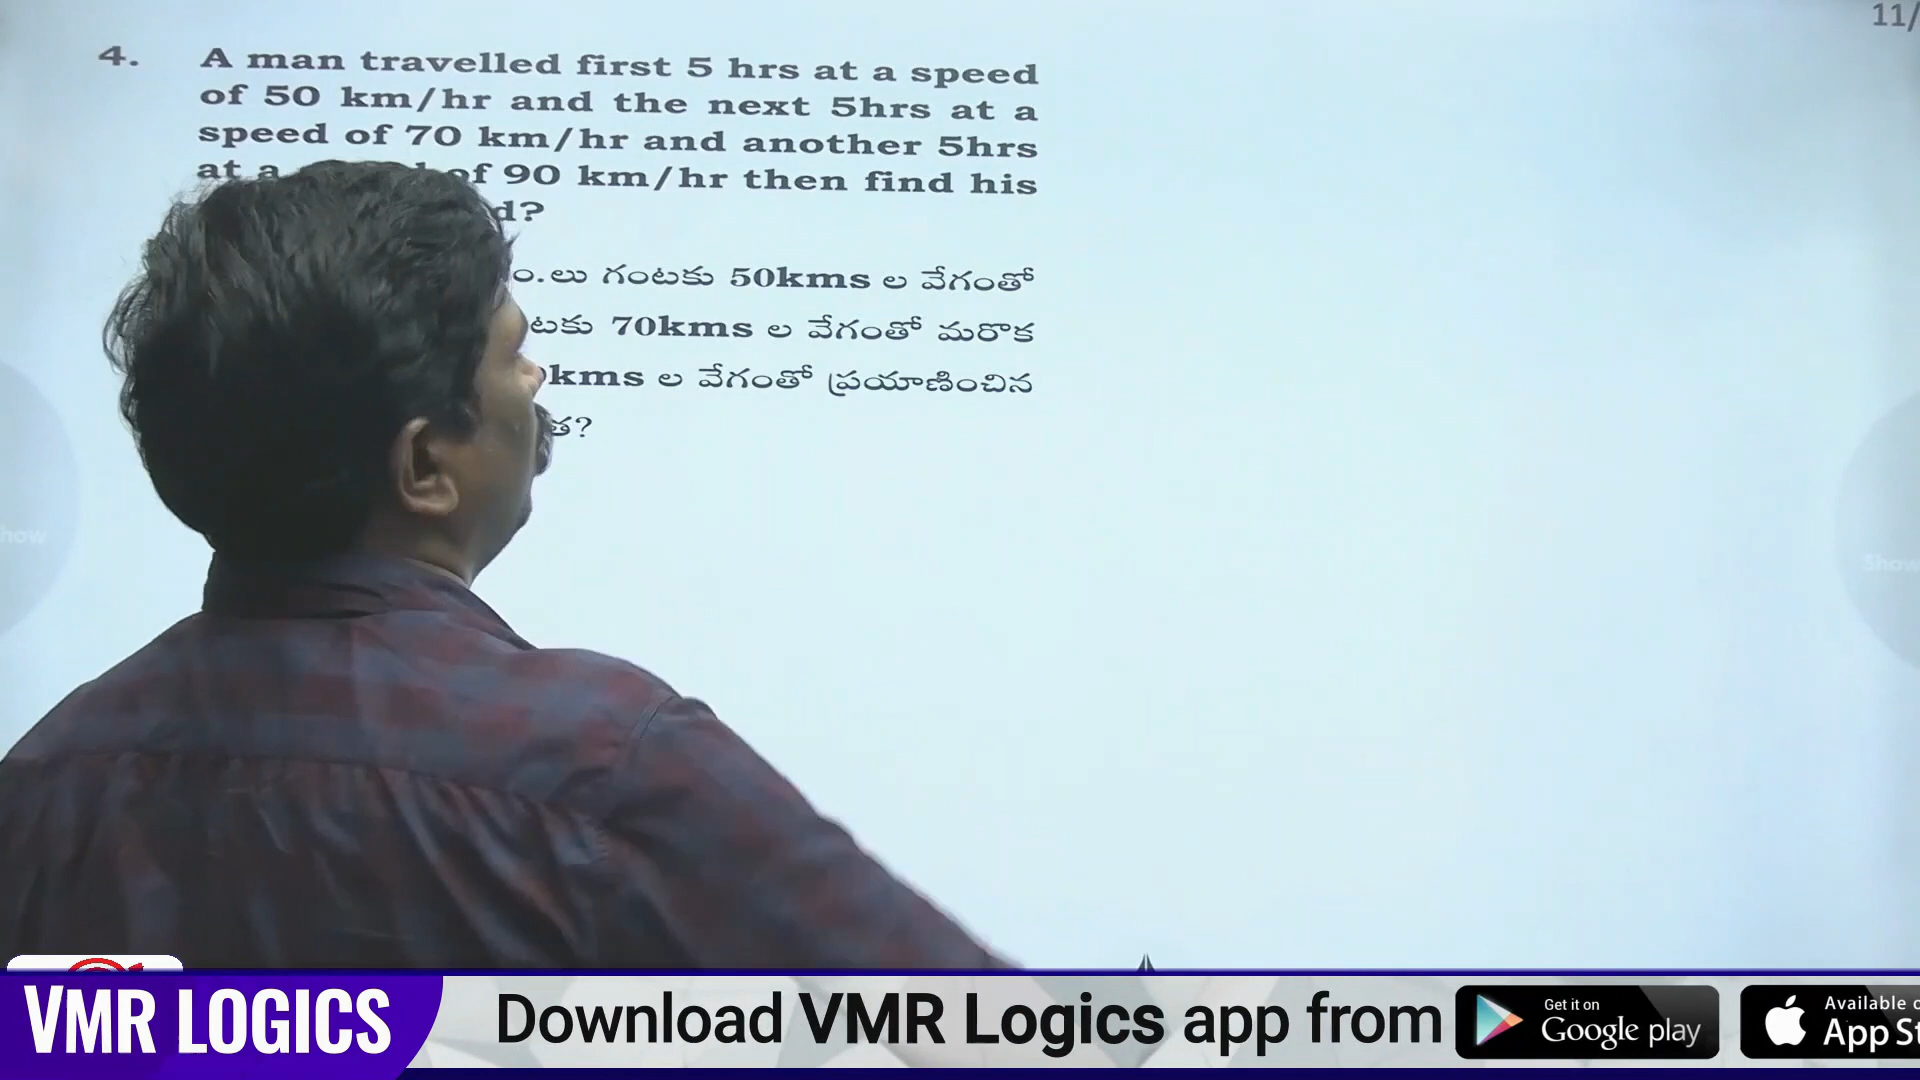 11/
4. A man travelled first 5 hrs at a speed
of 50 km/hr and the next 5hrs at a
speed of 70 km/hr and another 5hrs
at a of 90 km/hr then find his
d?
ం.లు గంటకు 50kms ల వేగంతో
టకు 70kms ల వేగంతో మరొక
kms ల వేగంతో ప్రయాణించిన
త?
how
Show
VMR LOGICS
Download VMR Logics app from
Get it on
Google play
Available o
App St